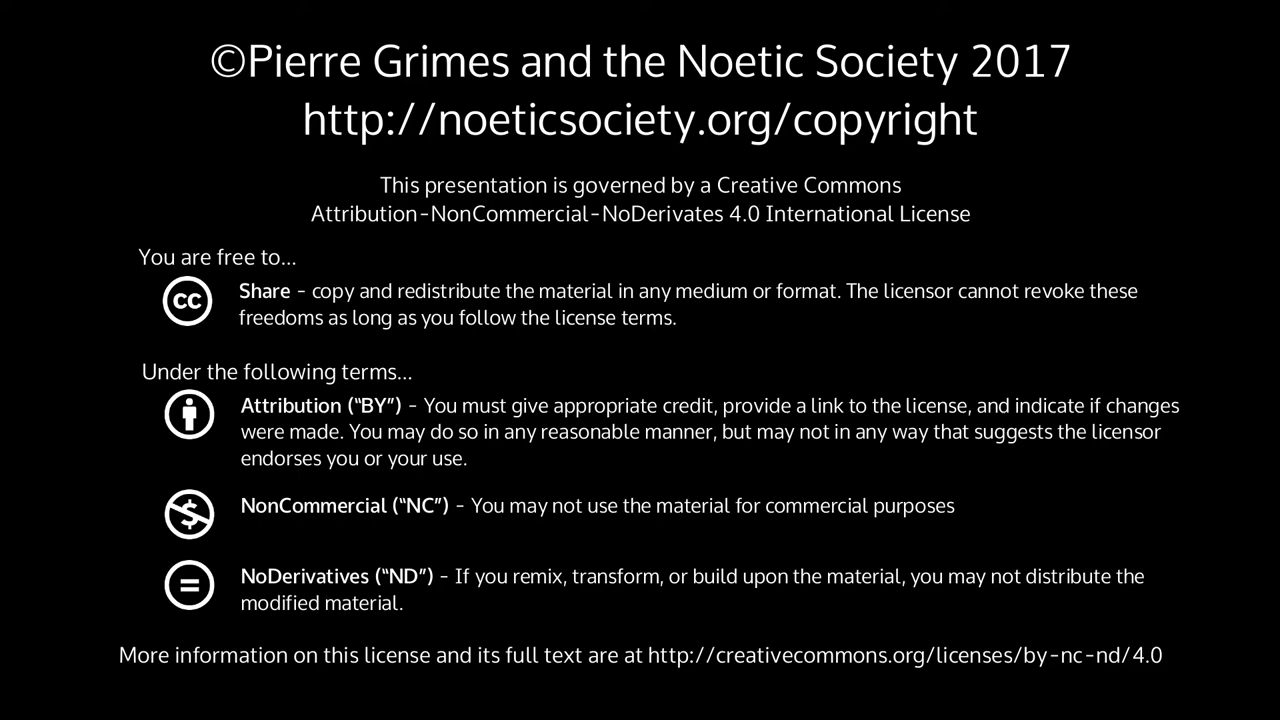 ©Pierre Grimes and the Noetic Society 2017
http://noeticsociety.org/copyright
This presentation is governed by a Creative Commons
Attribution-NonCommercial-NoDerivates 4.0 International License
You are free to...
cc
Share - copy and redistribute the material in any medium or format. The licensor cannot revoke these
freedoms as long as you follow the license terms.
Under the following terms...
Attribution (“BY”) - You must give appropriate credit, provide a link to the license, and indicate if changes
were made. You may do so in any reasonable manner, but may not in any way that suggests the licensor
endorses you or your use.
NonCommercial (“NC”) - You may not use the material for commercial purposes
NoDerivatives (“ND”) - If you remix, transform, or build upon the material, you may not distribute the
modified material.
More information on this license and its full text are at http://creativecommons.org/licenses/by-nc-nd/4.0